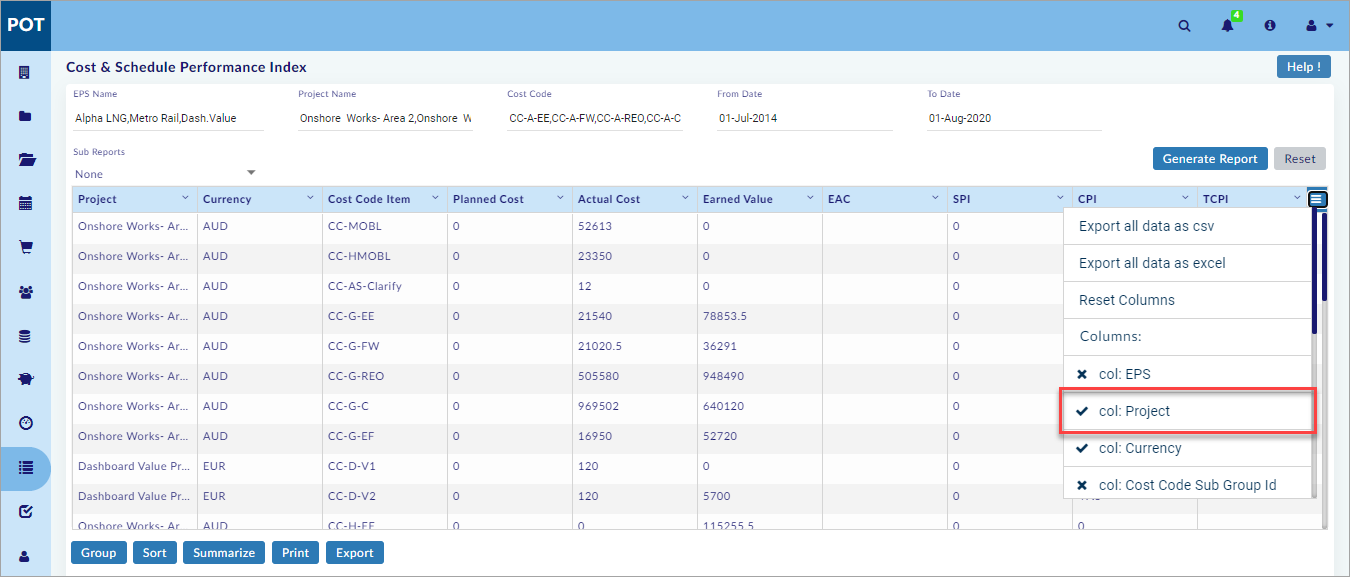 POT
4
Cost & Schedule Performance Index
Help !
EPS Name Project Name Cost Code From Date To Date
Alpha LNG,Metro Rail,Dash.Value Onshore Works- Area 2,Onshore W CC-A-EE,CC-A-FW,CC-A-REO,CC-A-C 01-Jul-2014 01-Aug-2020
Sub Reports
None
Generate Report Reset
Project Currency Cost Code Item Planned Cost Actual Cost Earned Value EAC SPI CPI TCPI
Onshore Works- Ar... AUD CC-MOBL 0 52613 0 0
Onshore Works- Ar... AUD CC-HMOBL 0 23350 0 0
Onshore Works- Ar... AUD CC-AS-Clarify 0 12 0 0
Onshore Works- Ar... AUD CC-G-EE 0 21540 78853.5 0
Onshore Works- Ar... AUD CC-G-FW 0 21020.5 36291 0
Onshore Works- Ar... AUD CC-G-REO 0 505580 948490 0
Onshore Works- Ar... AUD CC-G-C 0 969502 640120 0
Onshore Works- Ar... AUD CC-G-EF 0 16950 52720 0
Dashboard Value Pr... EUR CC-D-V1 0 120 0 0
Dashboard Value Pr... EUR CC-D-V2 0 120 5700 0
Onshore Works- Ar... AUD CC-H-EE 0 0 115255.5 0 0
Export all data as csv
Export all data as excel
Reset Columns
Columns:
col: EPS
col: Project
col: Currency
col: Cost Code Sub Group Id
Group Sort Summarize Print Export